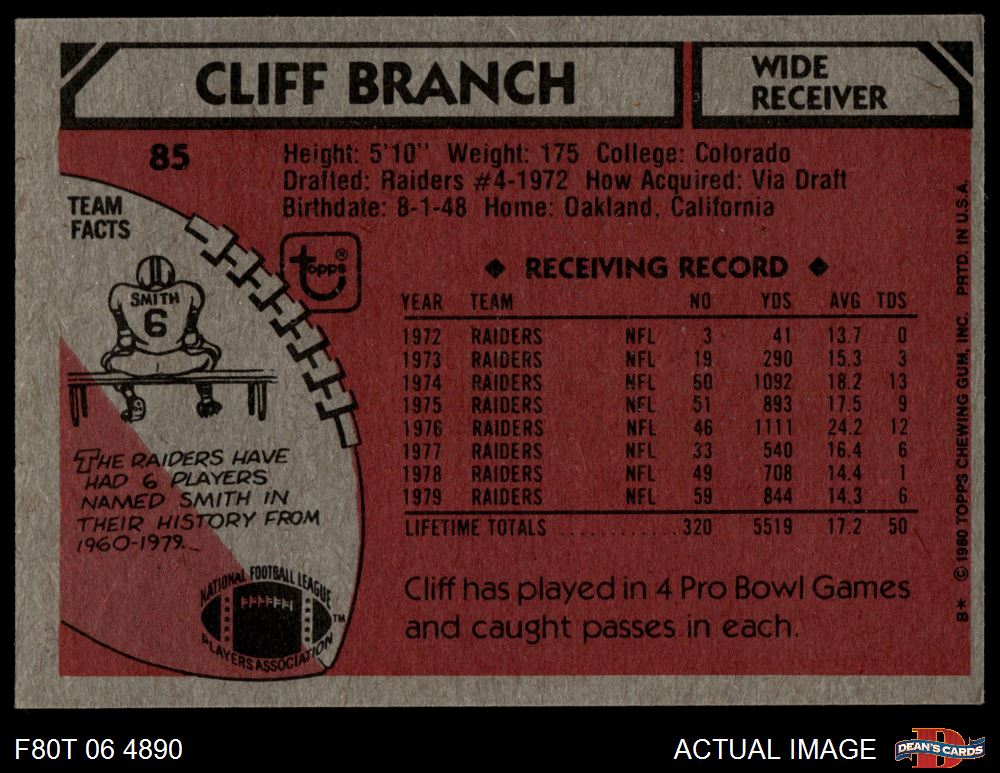 CLIFF BRANCH
WIDE
RECEIVER
85
Height: 5'10" Weight: 175 College: Colorado
Drafted: Raiders #4-1972 How Acquired: Via Draft
Birthdate: 8-1-48 Home: Oakland, California
TEAM
FACTS
SMITH
6
THE RAIDERS HAVE
HAD 6 PLAYERS
NAMED SMITH IN
THEIR HISTORY FROM
1960-1979.
topps®
◆ RECEIVING RECORD ◆
YEAR TEAM NO YDS AVG TDS
1972 RAIDERS NFL 3 41 13.7 0
1973 RAIDERS NFL 19 290 15.3 3
1974 RAIDERS NFL 60 1092 18.2 13
1975 RAIDERS NFL 51 893 17.5 9
1976 RAIDERS NFL 46 1111 24.2 12
1977 RAIDERS NFL 33 540 16.4 6
1978 RAIDERS NFL 49 708 14.4 1
1979 RAIDERS NFL 59 844 14.3 6
LIFETIME TOTALS ............ 320 5519 17.2 50
Cliff has played in 4 Pro Bowl Games
and caught passes in each.
NATIONAL FOOTBALL LEAGUE
PLAYERS ASSOCIATION
TM
B* © 1980 TOPPS CHEWING GUM, INC. PRTD. IN U.S.A.
F80T 06 4890
ACTUAL IMAGE
D
DEAN'S CARDS